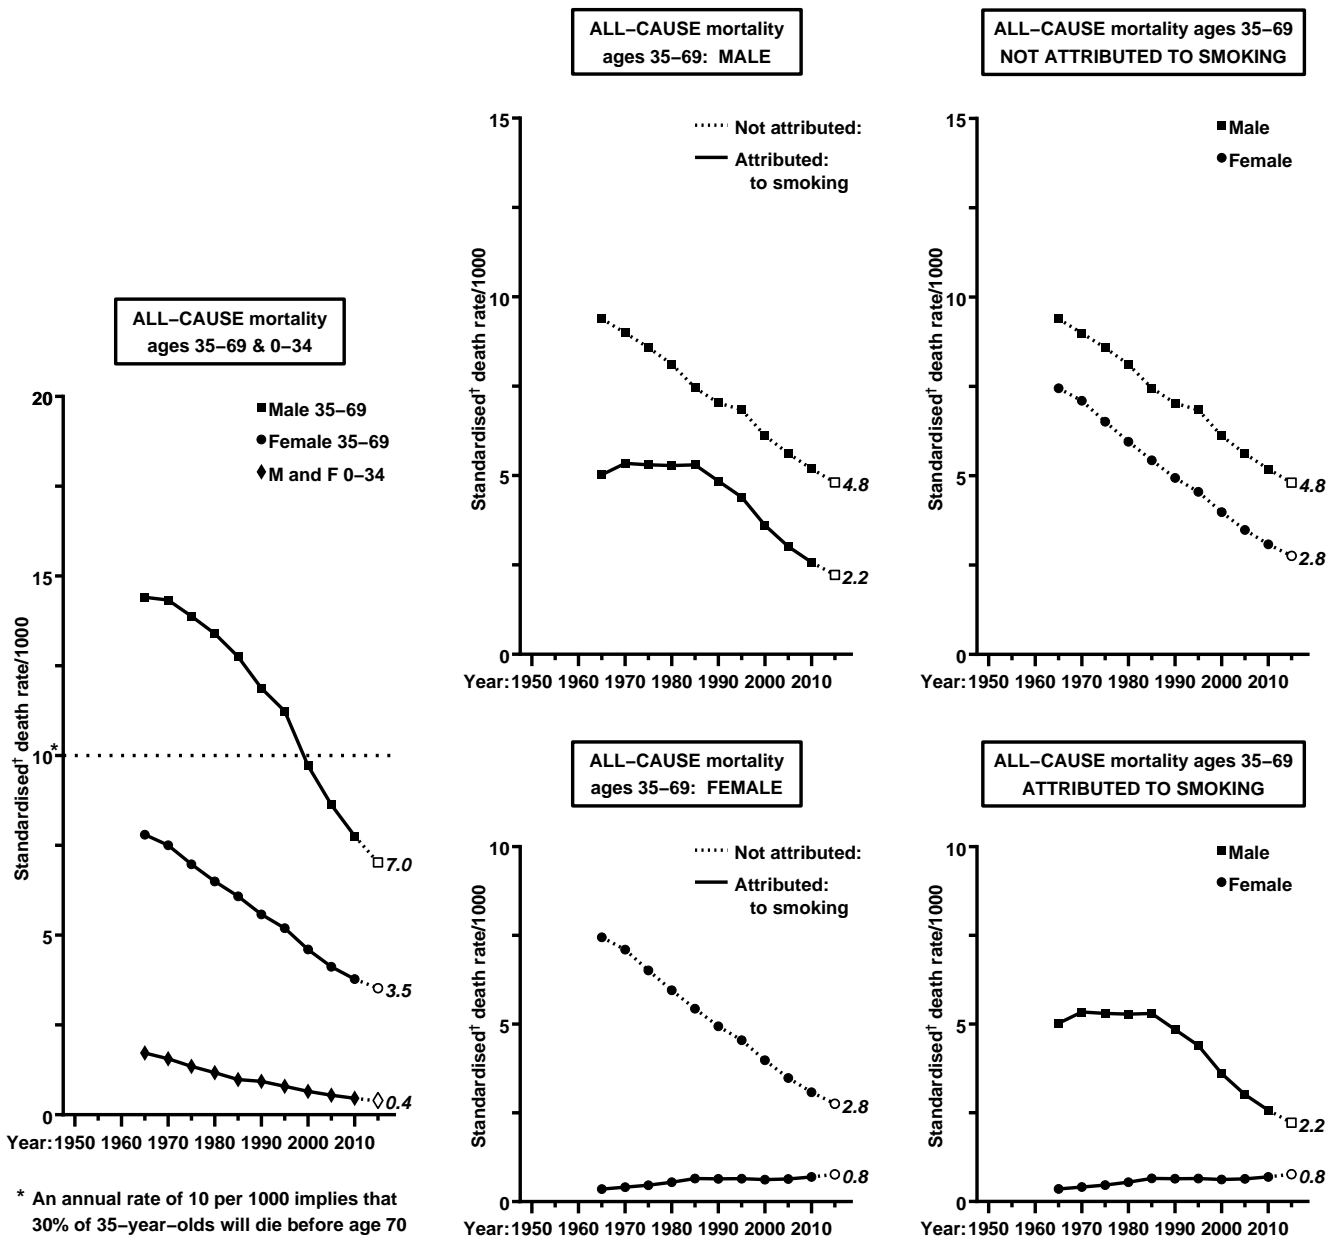 ALL–CAUSE mortality
ages 35–69 & 0–34
20
15
10*
5
0
Standardised† death rate/1000
Male 35–69
Female 35–69
M and F 0–34
7.0
3.5
0.4
Year: 1950 1960 1970 1980 1990 2000 2010
* An annual rate of 10 per 1000 implies that
30% of 35–year–olds will die before age 70
ALL–CAUSE mortality
ages 35–69: MALE
15
10
5
0
Standardised† death rate/1000
Not attributed:
Attributed:
to smoking
4.8
2.2
Year: 1950 1960 1970 1980 1990 2000 2010
ALL–CAUSE mortality ages 35–69
NOT ATTRIBUTED TO SMOKING
15
10
5
0
Standardised† death rate/1000
Male
Female
4.8
2.8
Year: 1950 1960 1970 1980 1990 2000 2010
ALL–CAUSE mortality
ages 35–69: FEMALE
10
5
0
Standardised† death rate/1000
Not attributed:
Attributed:
to smoking
2.8
0.8
Year: 1950 1960 1970 1980 1990 2000 2010
ALL–CAUSE mortality ages 35–69
ATTRIBUTED TO SMOKING
10
5
0
Standardised† death rate/1000
Male
Female
2.2
0.8
Year: 1950 1960 1970 1980 1990 2000 2010